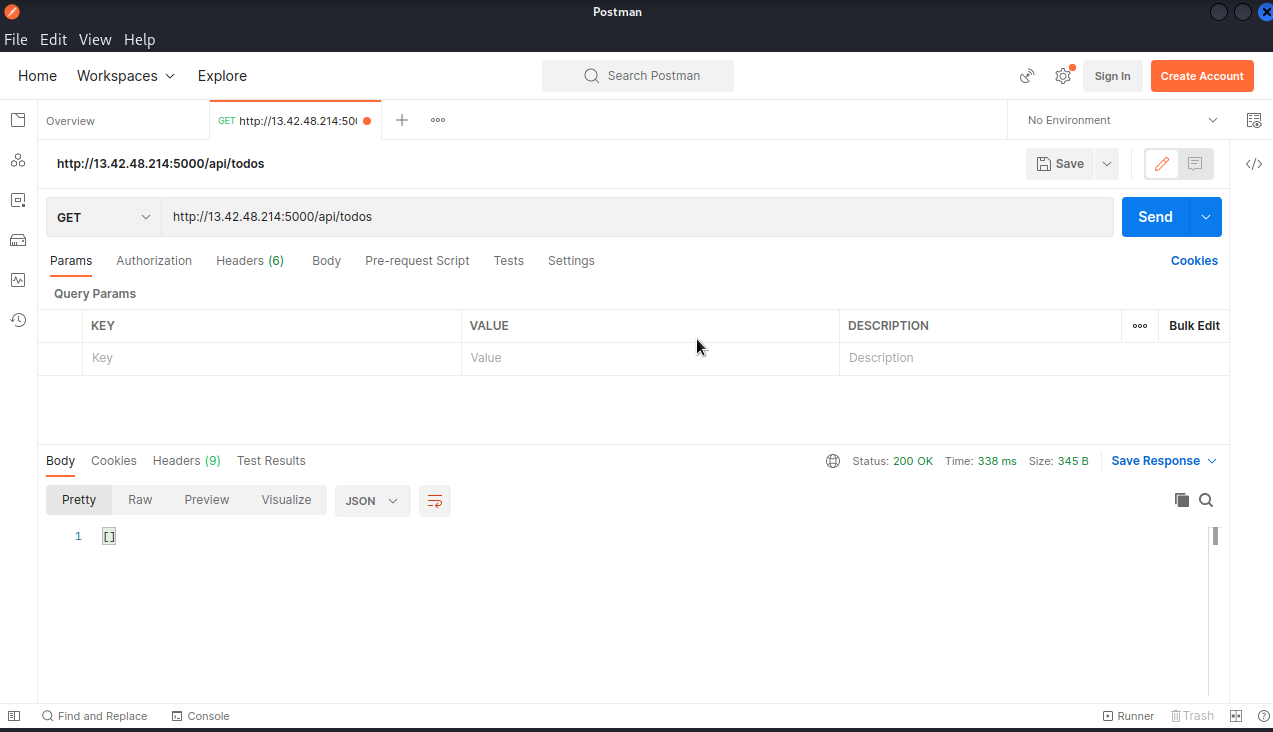 Postman
File Edit View Help
Home Workspaces Explore Search Postman Sign In Create Account
Overview GET http://13.42.48.214:500 No Environment
http://13.42.48.214:5000/api/todos Save
GET http://13.42.48.214:5000/api/todos Send
Params Authorization Headers (6) Body Pre-request Script Tests Settings Cookies
Query Params
KEY VALUE DESCRIPTION Bulk Edit
Key Value Description
Body Cookies Headers (9) Test Results Status: 200 OK Time: 338 ms Size: 345 B Save Response
Pretty Raw Preview Visualize JSON
1 []
Find and Replace Console Runner Trash